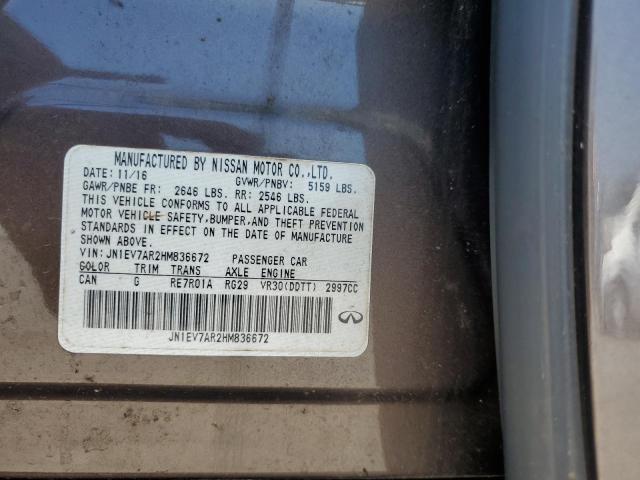 MANUFACTURED BY NISSAN MOTOR CO.,LTD.
DATE: 11/16 GVWR/PNBV: 5159 LBS.
GAWR/PNBE FR: 2646 LBS. RR: 2546 LBS.
THIS VEHICLE CONFORMS TO ALL APPLICABLE FEDERAL
MOTOR VEHICLE SAFETY,BUMPER,AND THEFT PREVENTION
STANDARDS IN EFFECT ON THE DATE OF MANUFACTURE
SHOWN ABOVE.
VIN: JN1EV7AR2HM836672 PASSENGER CAR
COLOR TRIM TRANS AXLE ENGINE
CAN G RE7R01A RG29 VR30(DDTT) 2997CC
JN1EV7AR2HM836672